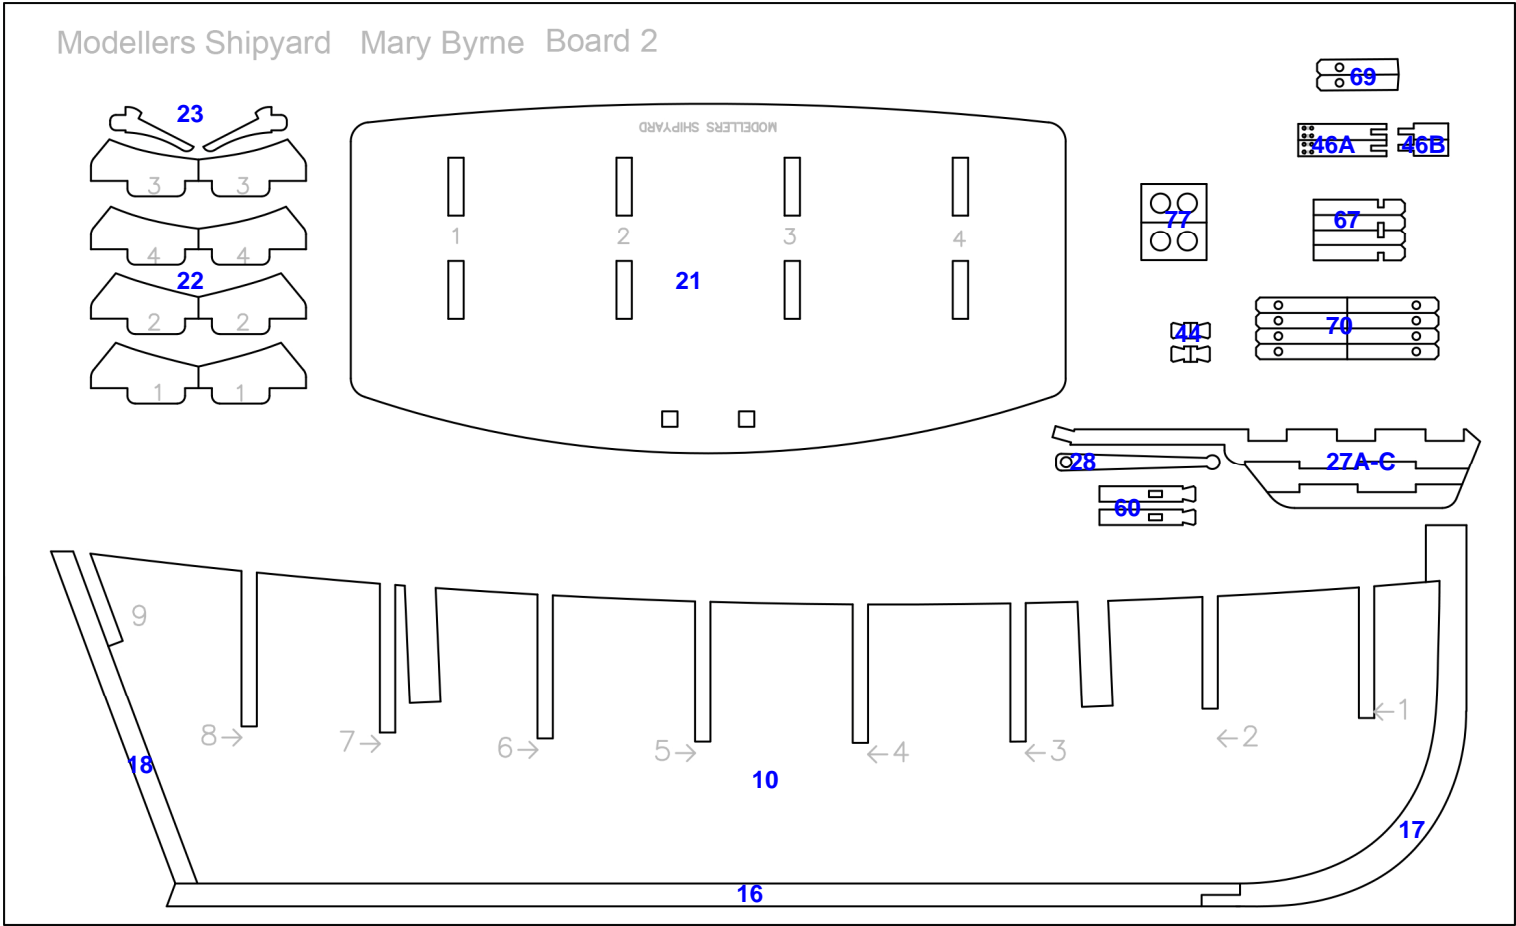 Modellers Shipyard Mary Byrne Board 2
69
23
MODELLERS SHIPYARD
46A 46B
3 3
77 67
1 2 3 4
4 4
22 21
2 2
44 70
1 1
28 27A-C
60
9
8→ 7→ 6→ 5→ ←4 ←3 ←2 ←1
18 10
17
16